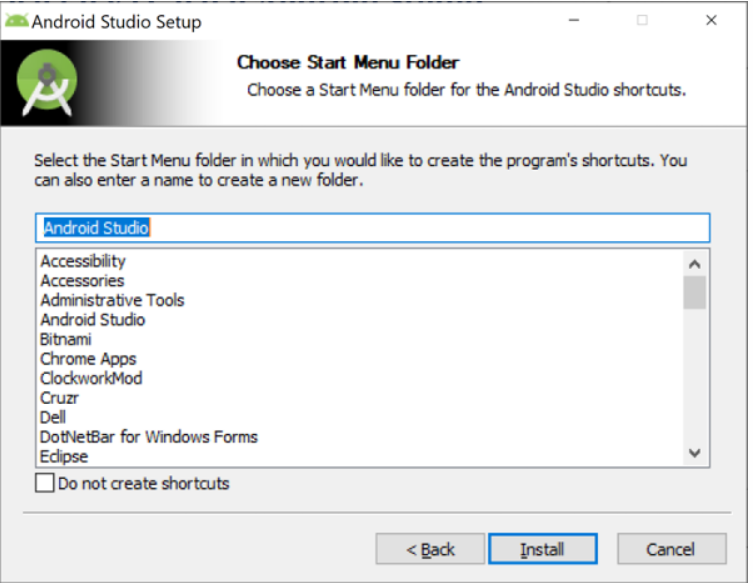 Android Studio Setup
Choose Start Menu Folder
Choose a Start Menu folder for the Android Studio shortcuts.
Select the Start Menu folder in which you would like to create the program's shortcuts. You
can also enter a name to create a new folder.
Android Studio
Accessibility
Accessories
Administrative Tools
Android Studio
Bitnami
Chrome Apps
ClockworkMod
Cruzr
Dell
DotNetBar for Windows Forms
Eclipse
Do not create shortcuts
< Back Install Cancel